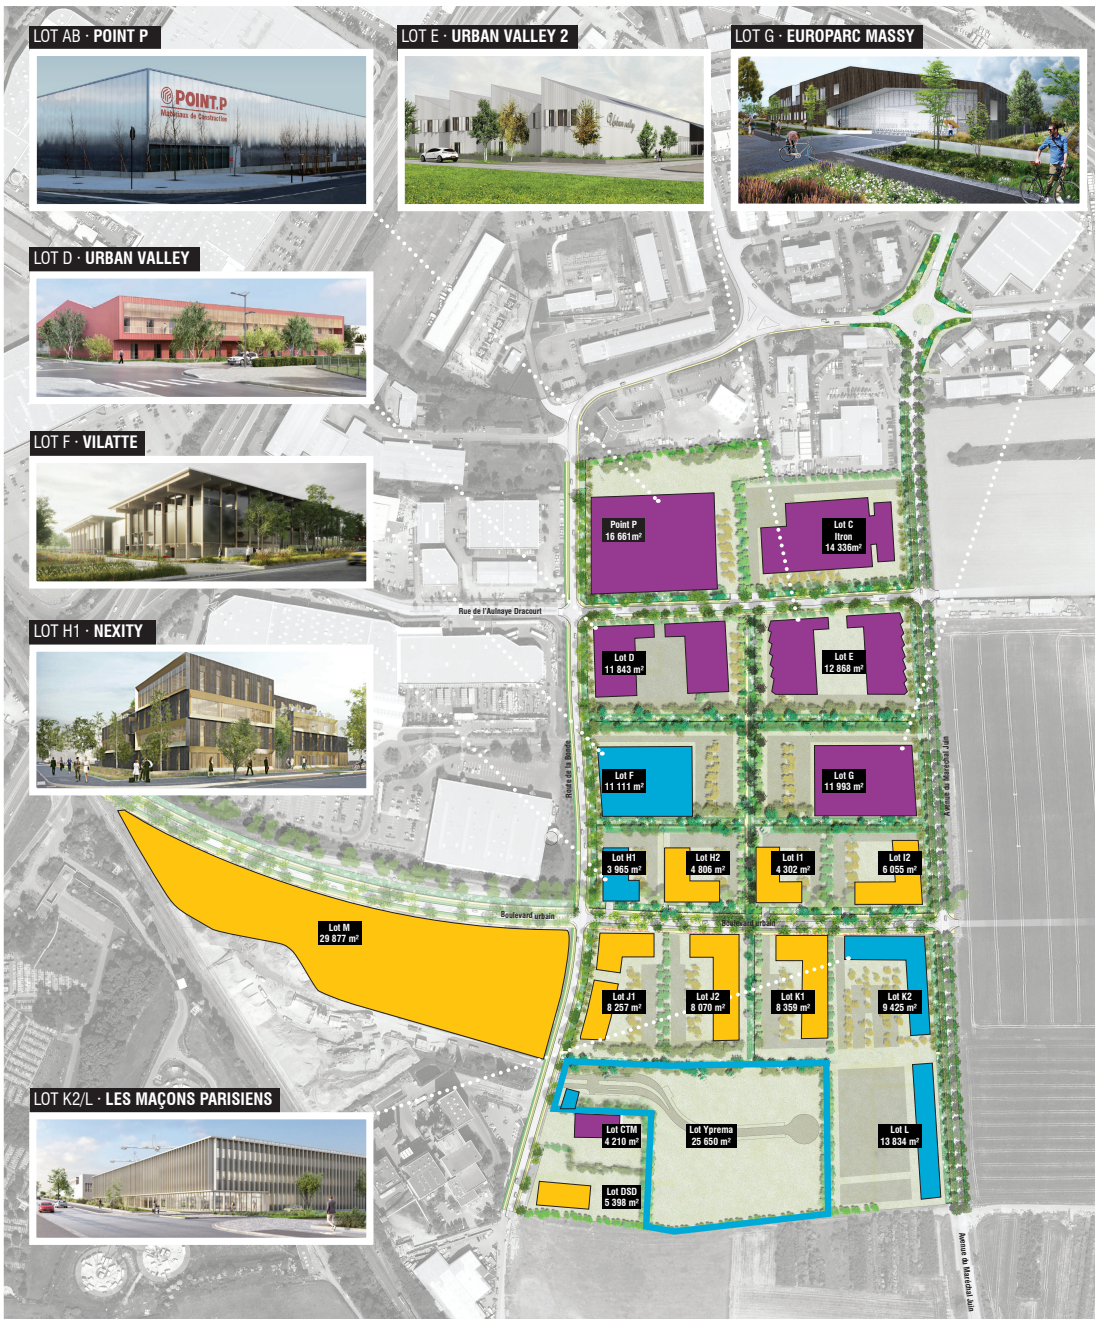 LOT AB · POINT P
LOT E · URBAN VALLEY 2
LOT G · EUROPARC MASSY
POINT.P
Matériaux de Construction
Urban valley
LOT D · URBAN VALLEY
LOT F · VILATTE
LOT H1 · NEXITY
LOT K2/L · LES MAÇONS PARISIENS
Point P
16 661m²
Lot C
Itron
14 336m²
Rue de l'Aulnaye Dracourt
Lot D
11 843 m²
Lot E
12 868 m²
Route de la Bonde
Avenue du Maréchal Juin
Lot F
11 111 m²
Lot G
11 993 m²
Lot H1
3 965 m²
Lot H2
4 806 m²
Lot I1
4 302 m²
Lot I2
6 055 m²
Boulevard urbain
Boulevard urbain
Lot M
29 877 m²
Lot J1
8 257 m²
Lot J2
8 070 m²
Lot K1
8 359 m²
Lot K2
9 425 m²
Lot CTM
4 210 m²
Lot Yprema
25 650 m²
Lot L
13 834 m²
Lot DSD
5 398 m²
Avenue du Maréchal Juin